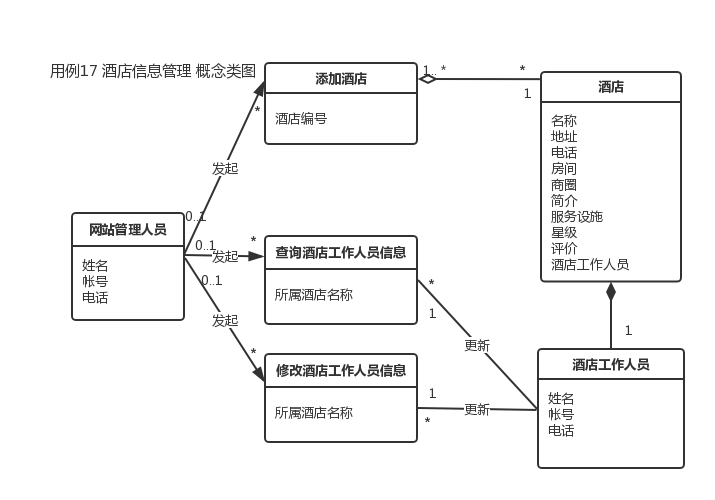 用例17 酒店信息管理 概念类图
添加酒店
酒店编号
1.. *
*
1
酒店
名称
地址
电话
房间
商圈
简介
服务设施
星级
评价
酒店工作人员
*
发起
0..1
网站管理人员
姓名
帐号
电话
0..1
发起
*
查询酒店工作人员信息
所属酒店名称
0..1
发起
*
*
1
更新
修改酒店工作人员信息
所属酒店名称
1
更新
*
1
酒店工作人员
姓名
帐号
电话